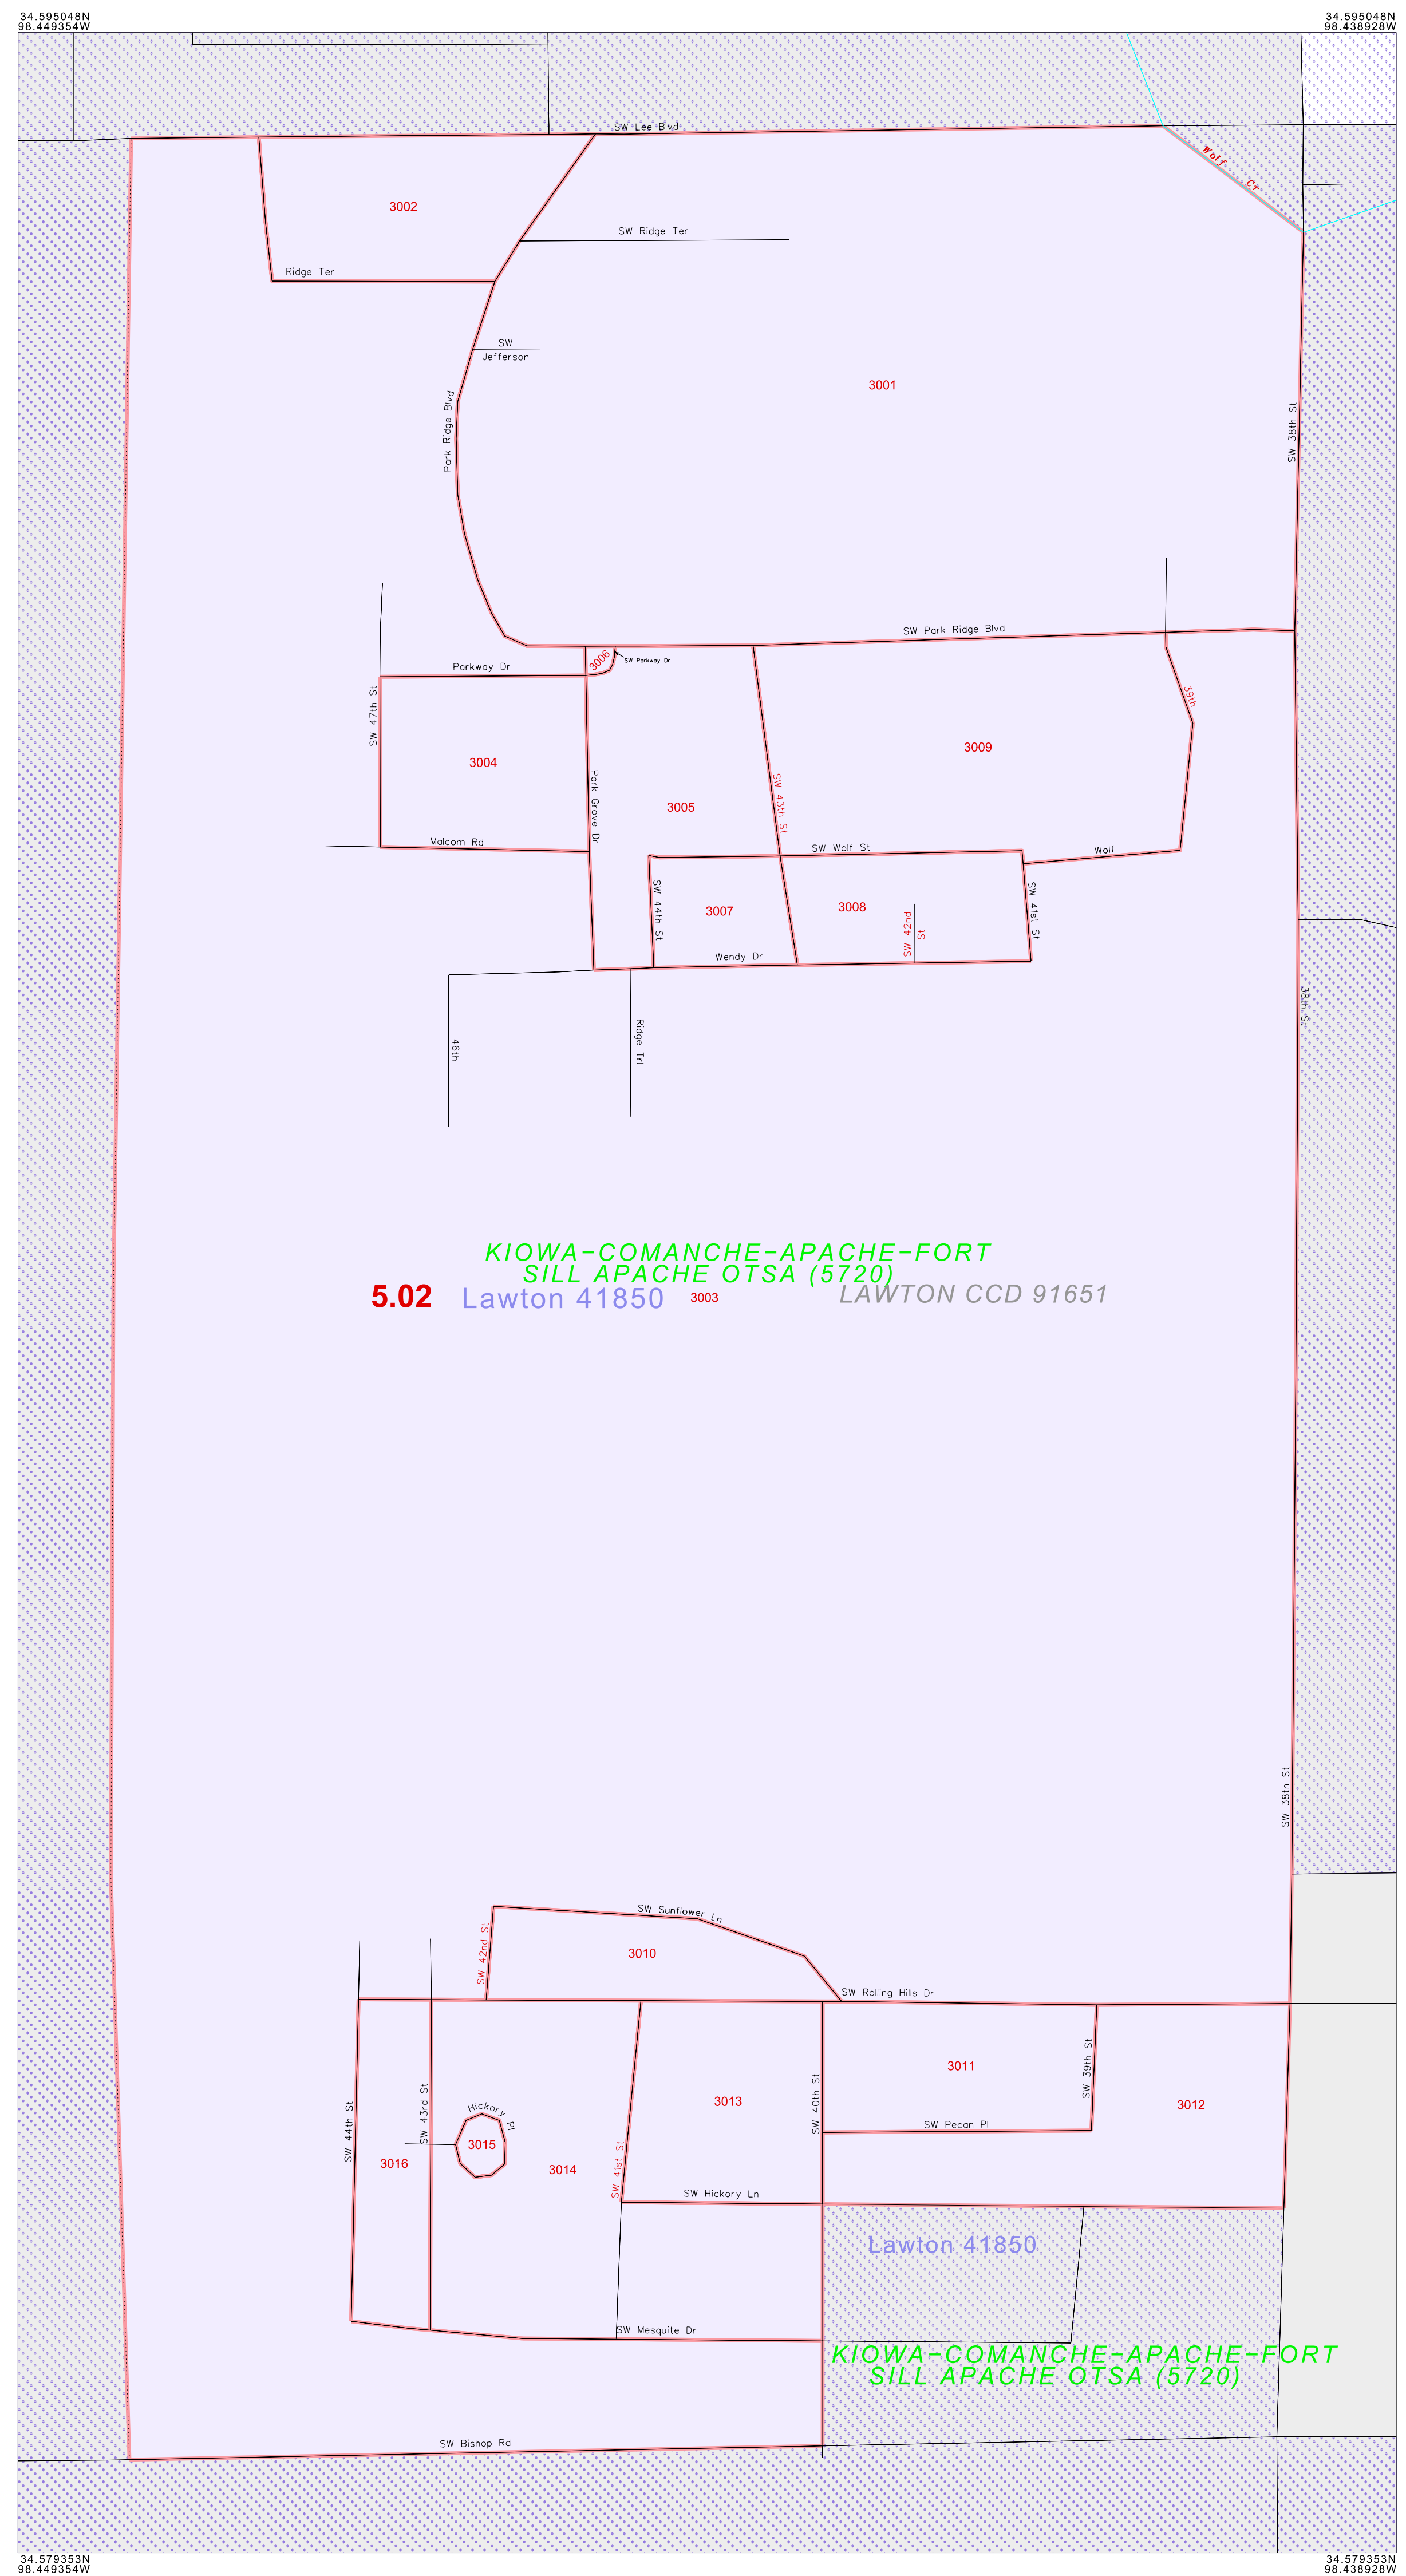 34.595048N
98.449354W
34.595048N
98.438928W
SW Lee Blvd
Wolf Cr
3002
SW Ridge Ter
Ridge Ter
SW
Jefferson
3001
Park Ridge Blvd
SW 38th St
SW Park Ridge Blvd
3006
SW Parkway Dr
Parkway Dr
39th
SW 47th St
3009
3004
Park Grove Dr
SW 43th St
3005
Malcom Rd
SW Wolf St
Wolf
SW 44th St
3007
3008
SW 42nd
St
SW 41st St
Wendy Dr
38th St
Ridge Trl
46th
KIOWA-COMANCHE-APACHE-FORT
SILL APACHE OTSA (5720)
5.02
Lawton 41850
3003
LAWTON CCD 91651
SW 38th St
SW Sunflower Ln
SW 42nd St
3010
SW Rolling Hills Dr
3011
SW 39th St
3013
3012
SW 40th St
Hickory Pl
SW 43rd St
SW 44th St
SW Pecan Pl
3015
3016
3014
SW 41st St
SW Hickory Ln
Lawton 41850
SW Mesquite Dr
KIOWA-COMANCHE-APACHE-FORT
SILL APACHE OTSA (5720)
SW Bishop Rd
34.579353N
98.449354W
34.579353N
98.438928W